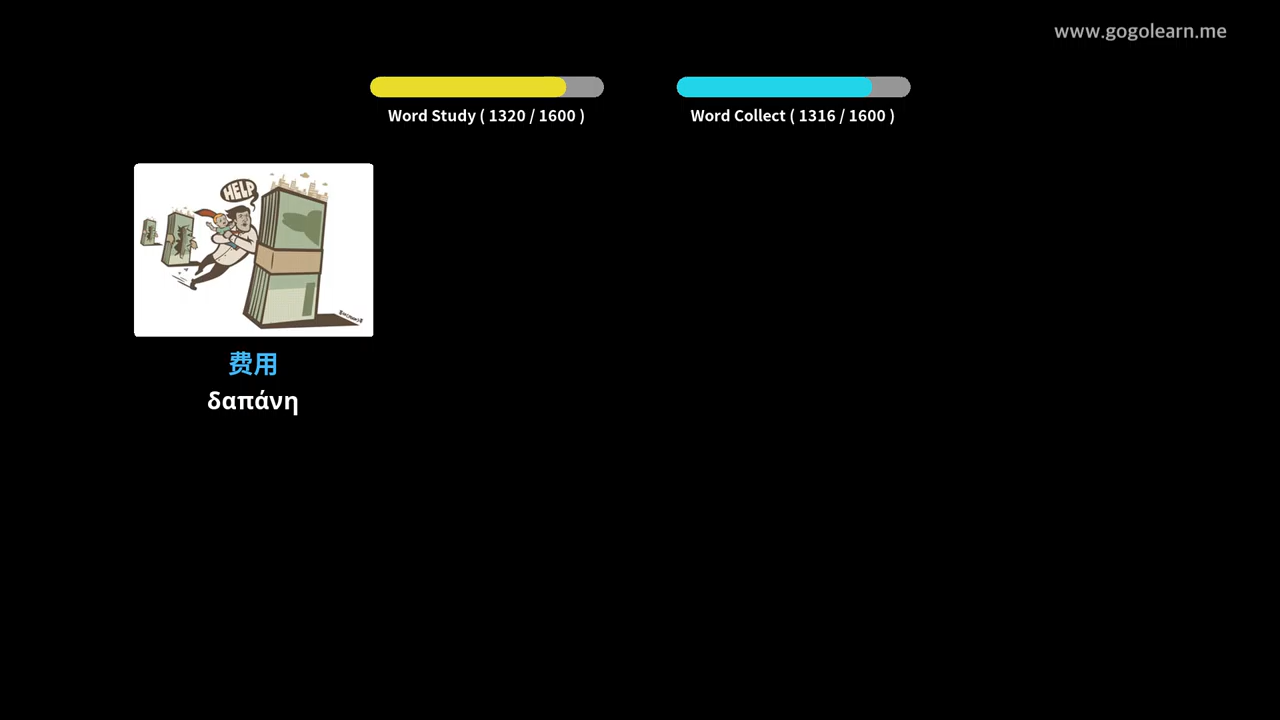 www.gogolearn.me
Word Study ( 1320 / 1600 )
Word Collect ( 1316 / 1600 )
HELP
费用
δαπάνη